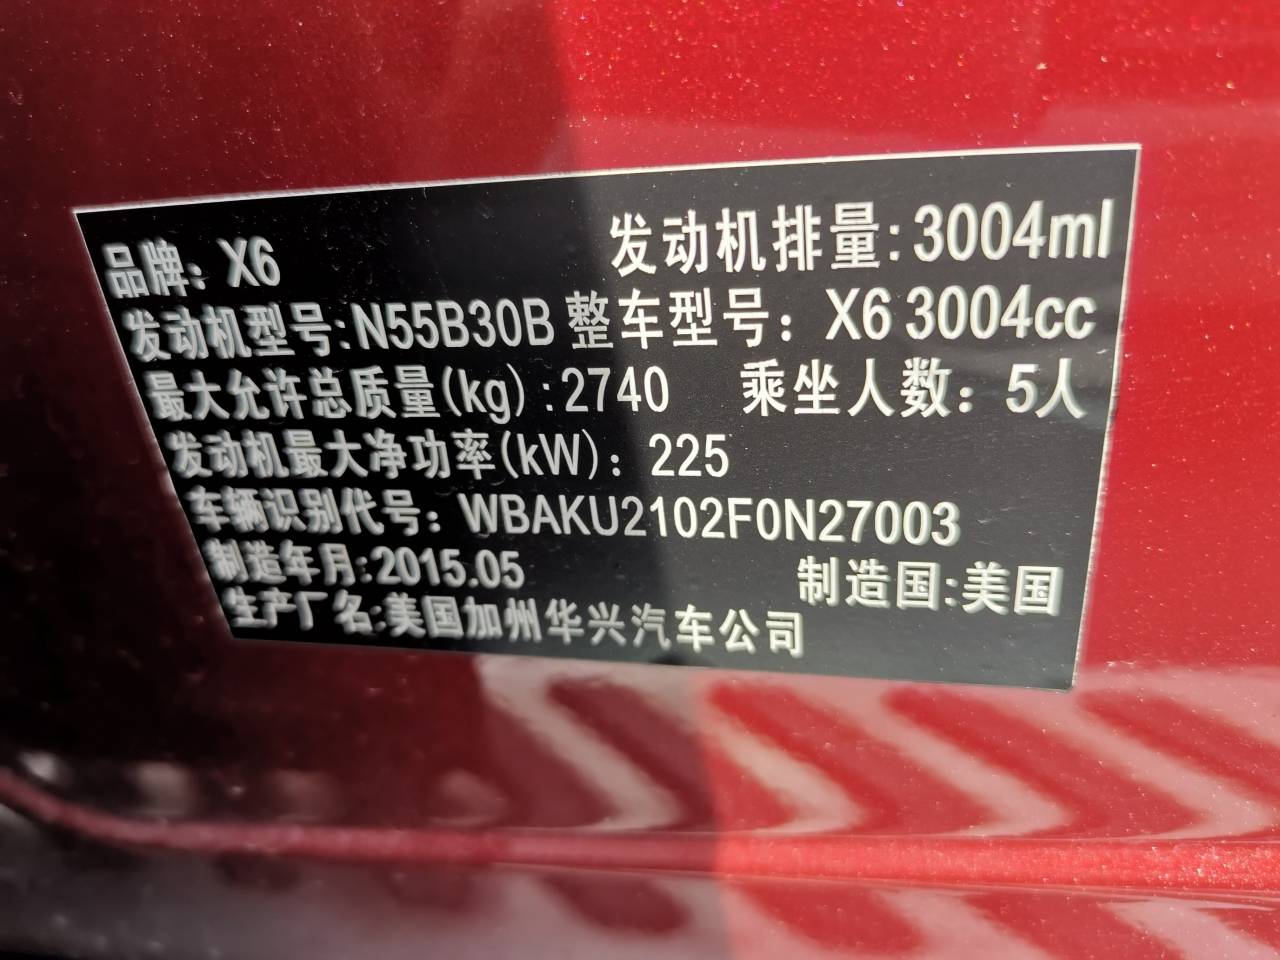 品牌：X6 发动机排量:3004ml
发动机型号:N55B30B 整车型号：X6 3004cc
最大允许总质量(kg):2740 乘坐人数：5人
发动机最大净功率(kW)：225
车辆识别代号：WBAKU2102F0N27003
制造年月:2015.05 制造国:美国
生产厂名:美国加州华兴汽车公司